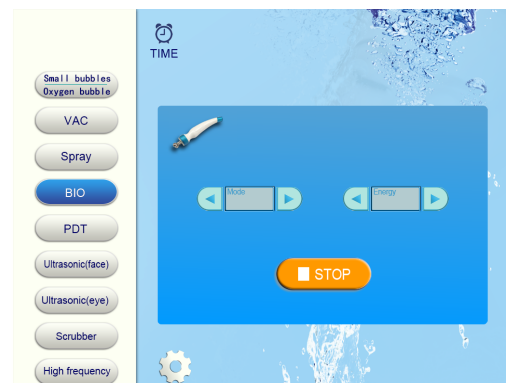 TIME
Small bubbles
Oxygen bubble
VAC
Spray
BIO
PDT
Ultrasonic(face)
Ultrasonic(eye)
Scrubber
High frequency
Mode
Energy
STOP